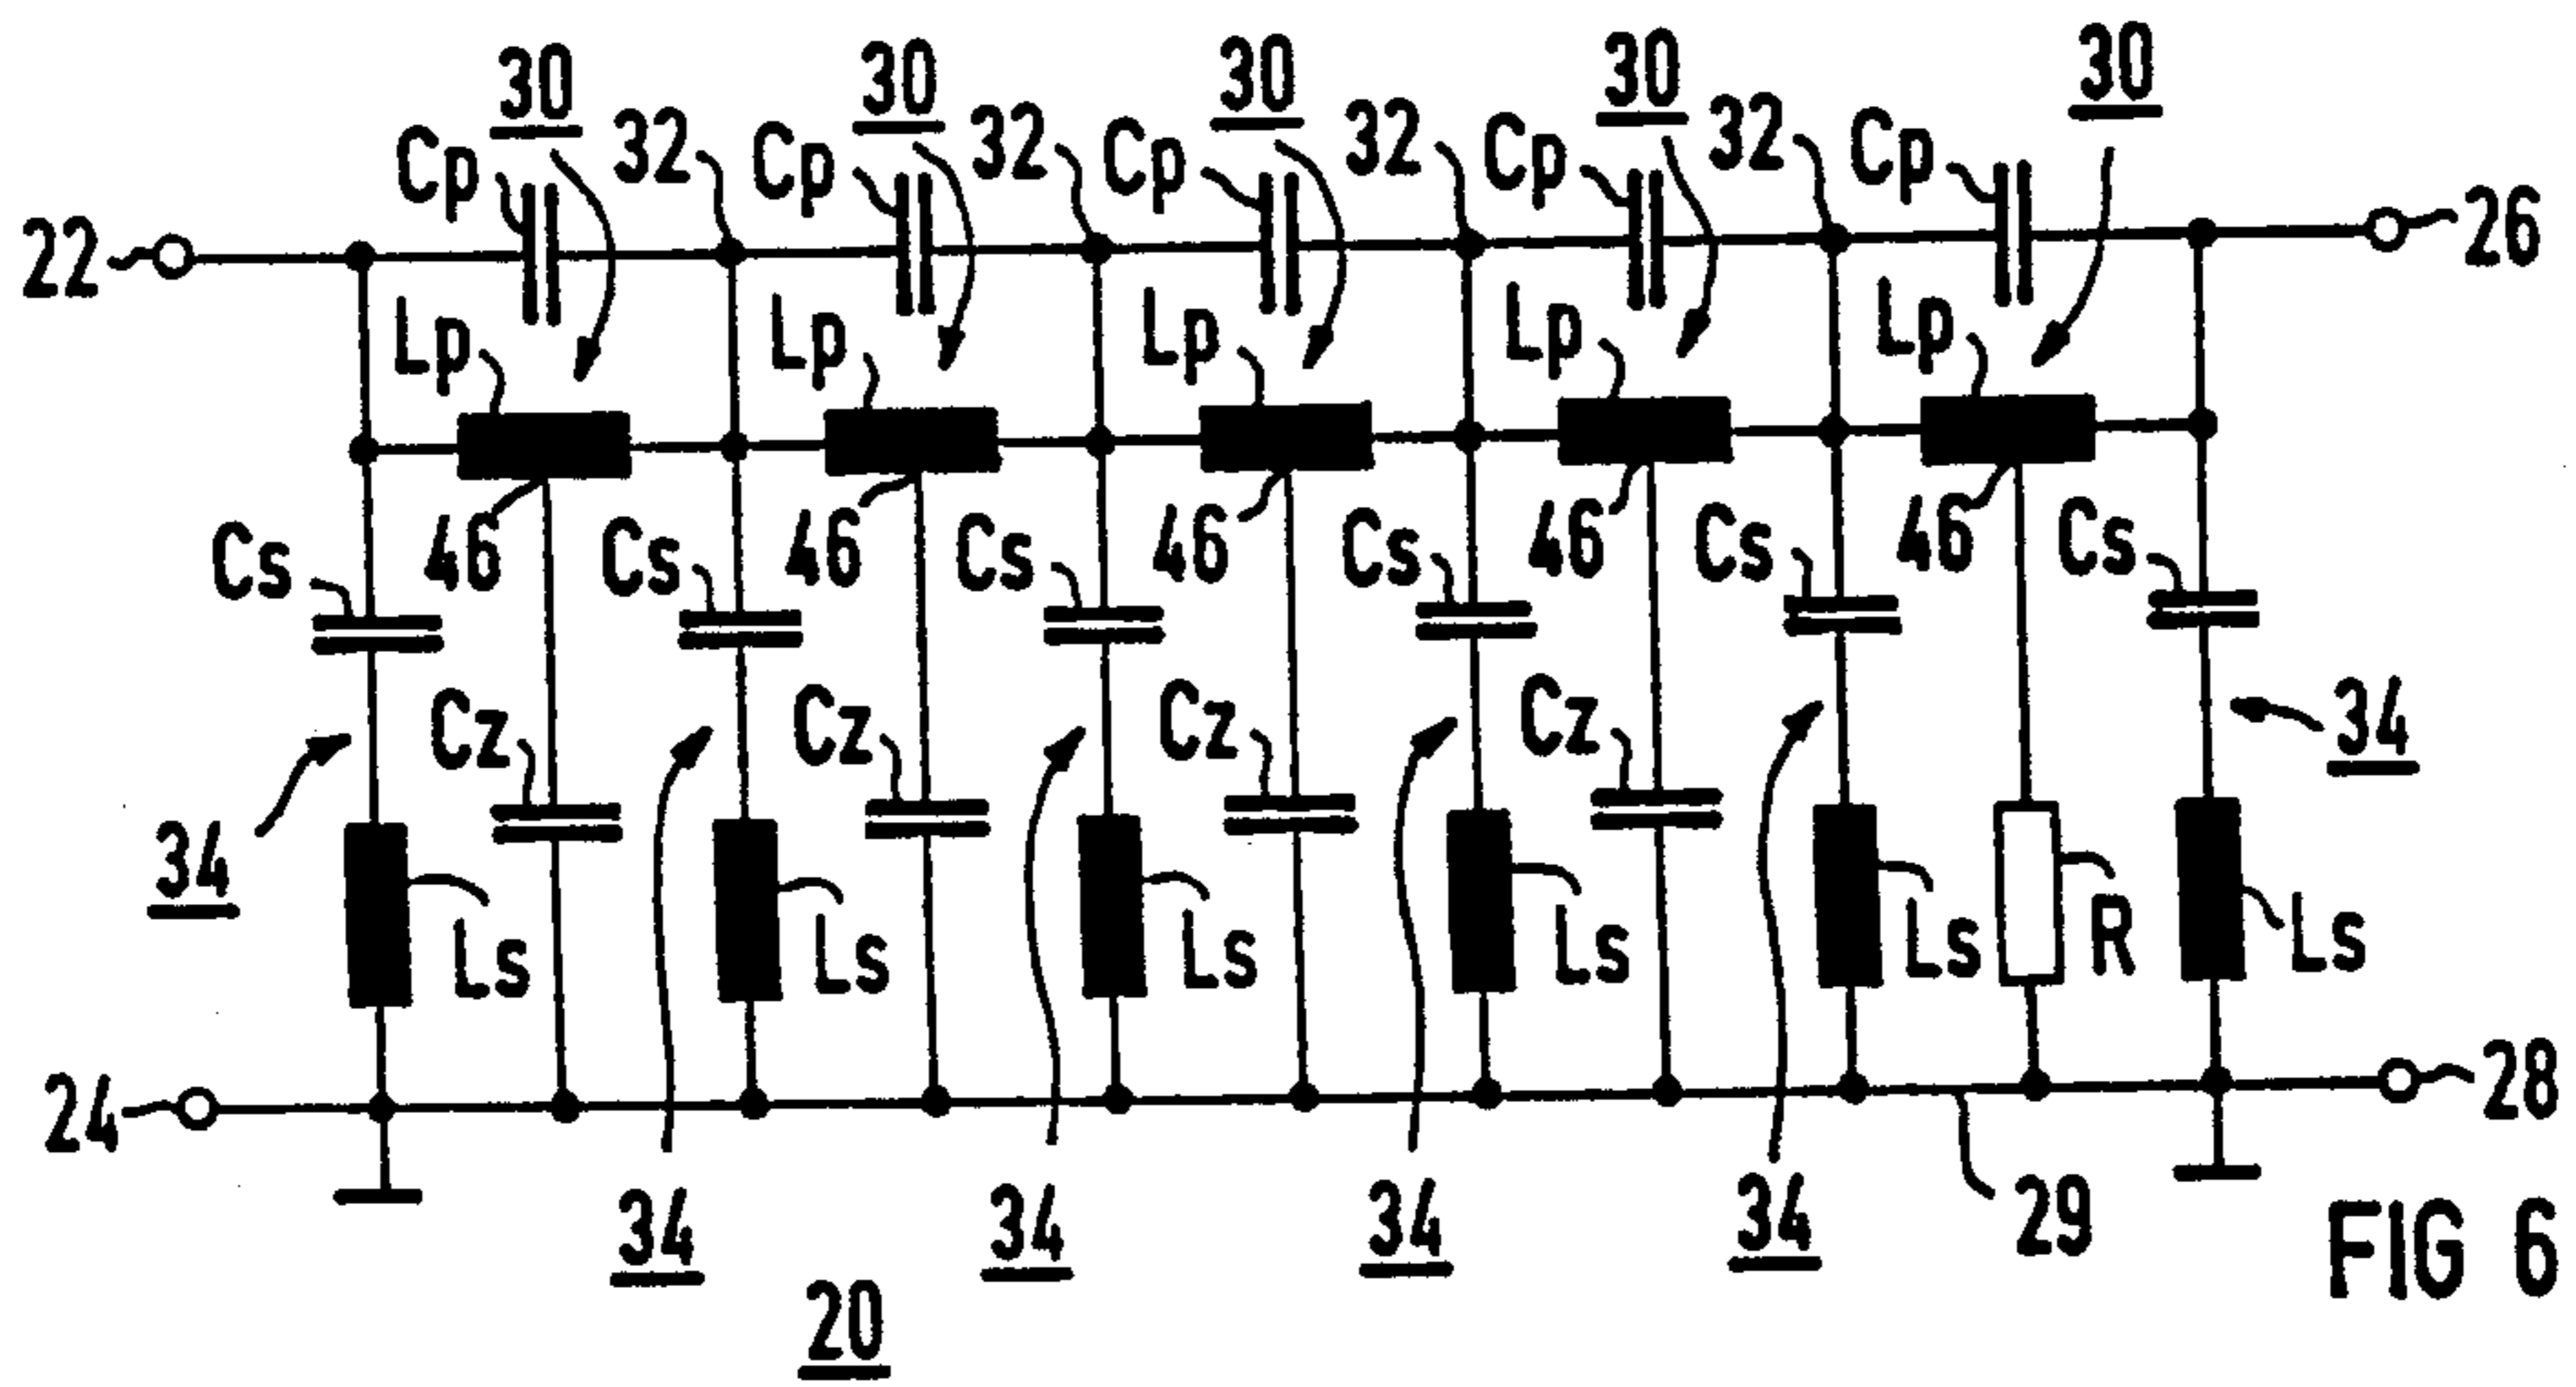 30 30 30 30 30
Cp 32 Cp 32 Cp 32 Cp 32 Cp
22 26
Lp Lp Lp Lp Lp
Cs 46 Cs 46 Cs 46 Cs 46 Cs 46 Cs
Cz Cz Cz Cz 34
34
Ls Ls Ls Ls Ls R Ls
24 28
34 34 34 34 29
FIG 6
20